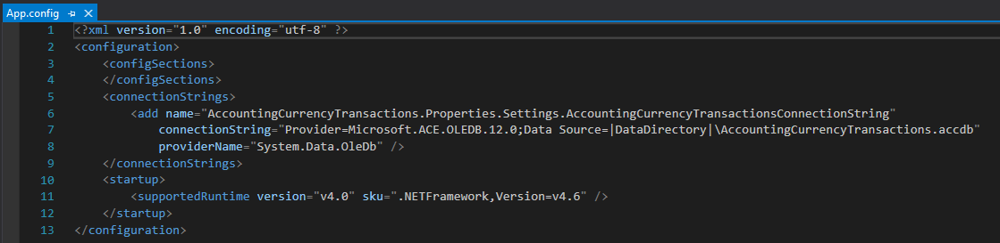 App.config
1 <?xml version="1.0" encoding="utf-8" ?>
2 <configuration>
3 <configSections>
4 </configSections>
5 <connectionStrings>
6 <add name="AccountingCurrencyTransactions.Properties.Settings.AccountingCurrencyTransactionsConnectionString"
7 connectionString="Provider=Microsoft.ACE.OLEDB.12.0;Data Source=|DataDirectory|\AccountingCurrencyTransactions.accdb"
8 providerName="System.Data.OleDb" />
9 </connectionStrings>
10 <startup>
11 <supportedRuntime version="v4.0" sku=".NETFramework,Version=v4.6" />
12 </startup>
13 </configuration>